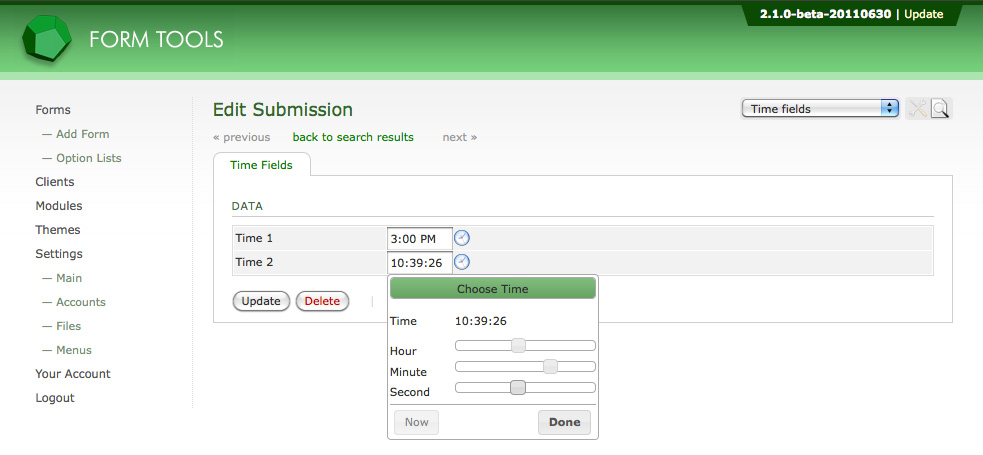 2.1.0-beta-20110630 | Update
FORM TOOLS
Forms
— Add Form
— Option Lists
Clients
Modules
Themes
Settings
— Main
— Accounts
— Files
— Menus
Your Account
Logout
Edit Submission
Time fields
« previous back to search results next »
Time Fields
DATA
Time 1 3:00 PM
Time 2 10:39:26
Update Delete |
Choose Time
Time 10:39:26
Hour
Minute
Second
Now Done